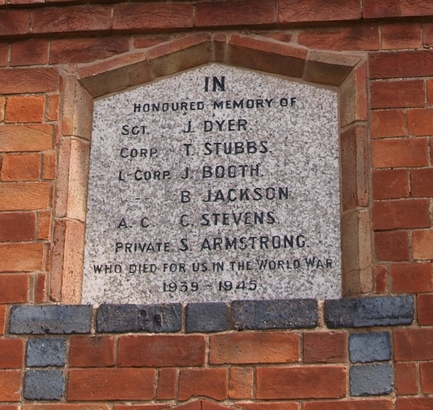 IN
HONOURED MEMORY OF
SGT. J. DYER.
CORP. T. STUBBS.
L-CORP. J. BOOTH.
" B. JACKSON
A. C. C. STEVENS.
PRIVATE S. ARMSTRONG.
WHO DIED FOR US IN THE WORLD WAR
1939 - 1945.